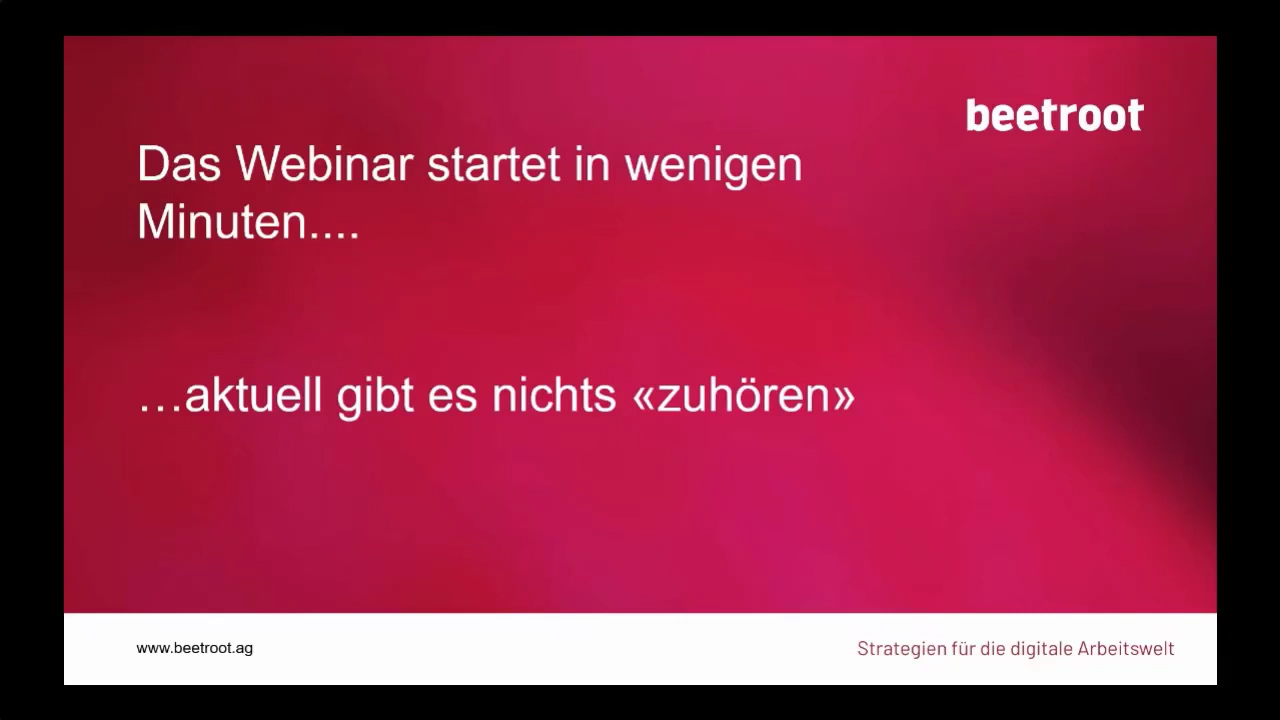 beetroot
Das Webinar startet in wenigen
Minuten....
…aktuell gibt es nichts «zuhören»
www.beetroot.ag
Strategien für die digitale Arbeitswelt